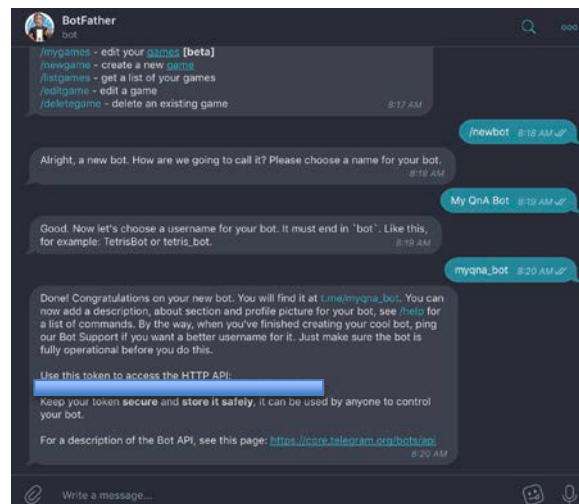 BotFather
bot
/mygames - edit your games [beta]
/newgame - create a new game
/listgames - get a list of your games
/editgame - edit a game
/deletegame - delete an existing game
8:17 AM
/newbot 8:18 AM
Alright, a new bot. How are we going to call it? Please choose a name for your bot.
8:18 AM
My QnA Bot 8:19 AM
Good. Now let's choose a username for your bot. It must end in `bot`. Like this,
for example: TetrisBot or tetris_bot.
8:19 AM
myqna_bot 8:20 AM
Done! Congratulations on your new bot. You will find it at t.me/myqna_bot. You can
now add a description, about section and profile picture for your bot, see /help for
a list of commands. By the way, when you've finished creating your cool bot, ping
our Bot Support if you want a better username for it. Just make sure the bot is
fully operational before you do this.
Use this token to access the HTTP API:
Keep your token secure and store it safely, it can be used by anyone to control
your bot.
For a description of the Bot API, see this page: https://core.telegram.org/bots/api
8:20 AM
Write a message...